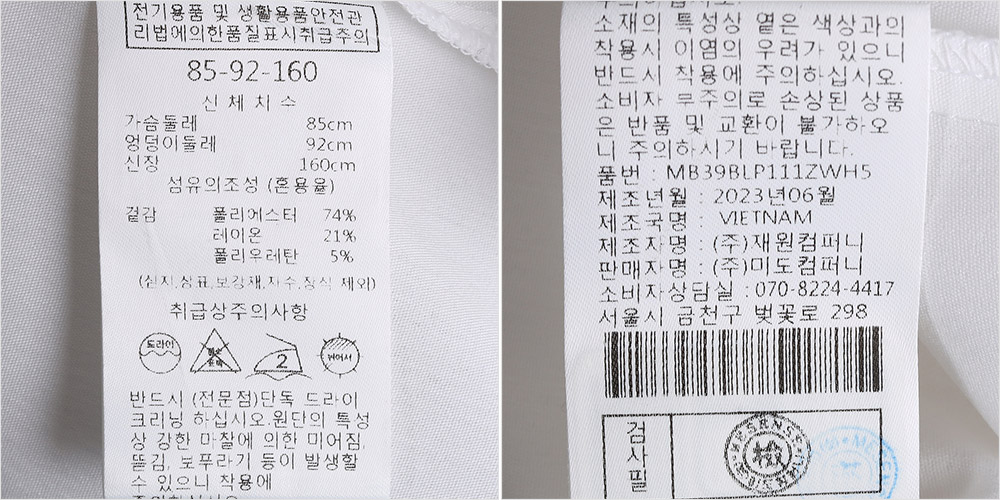 전기용품 및 생활용품안전관
리법에의한품질표시취급주의
85-92-160
신 체 치 수
가슴둘레 85cm
엉덩이둘레 92cm
신장 160cm
섬유의조성 (혼용율)
겉감 폴리에스터 74%
레이온 21%
폴리우레탄 5%
(심지,상표,보강재,자수,장식 제외)
취급상주의사항
드라이
염소 표백
2
뉘어서
반드시 (전문점)단독 드라이
크리닝 하십시오.원단의 특성
상 강한 마찰에 의한 미어짐,
뜯김, 보푸라기 등이 발생할
수 있으니 착용에
소재의 특성상 옅은 색상과의
착용시 이염의 우려가 있으니
반드시 착용에 주의하십시오.
소비자 부주의로 손상된 상품
은 반품 및 교환이 불가하오
니 주의하시기 바랍니다.
품번 : MB39BLP111ZWH5
제조년월 : 2023년06월
제조국명 : VIETNAM
제조자명 : (주)재원컴퍼니
판매자명 : (주)미도컴퍼니
소비자상담실 :070-8224-4417
서울시 금천구 벚꽃로 298
검사필
檢